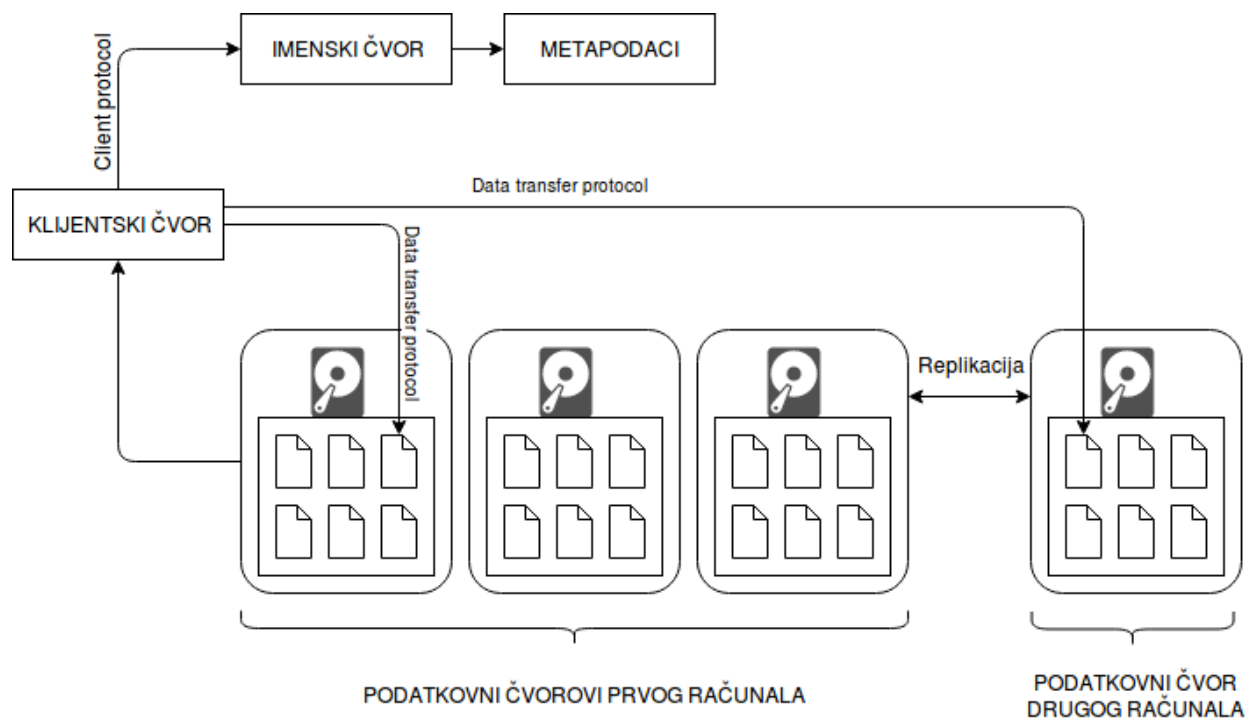 IMENSKI ČVOR
METAPODACI
Client protocol
Data transfer protocol
KLIJENTSKI ČVOR
Data transfer protocol
Replikacija
PODATKOVNI ČVOROVI PRVOG RAČUNALA
PODATKOVNI ČVOR
DRUGOG RAČUNALA